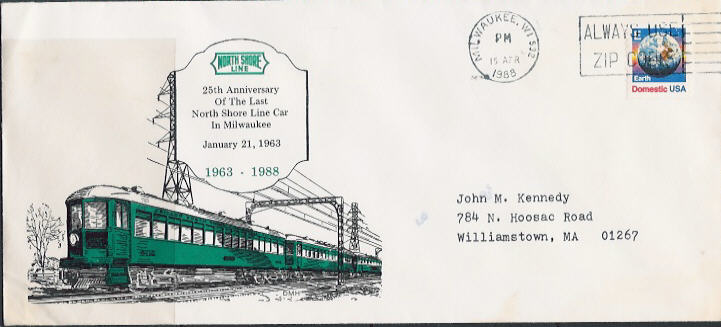 NORTH SHORE
LINE
25th Anniversary
Of The Last
North Shore Line Car
In Milwaukee
January 21, 1963
1963 - 1988
MILWAUKEE, WI 532
PM
15 APR
1988
ALWAYS USE
ZIP CODE
E
Earth
Domestic USA
John M. Kennedy
784 N. Hoosac Road
Williamstown, MA 01267
DMH